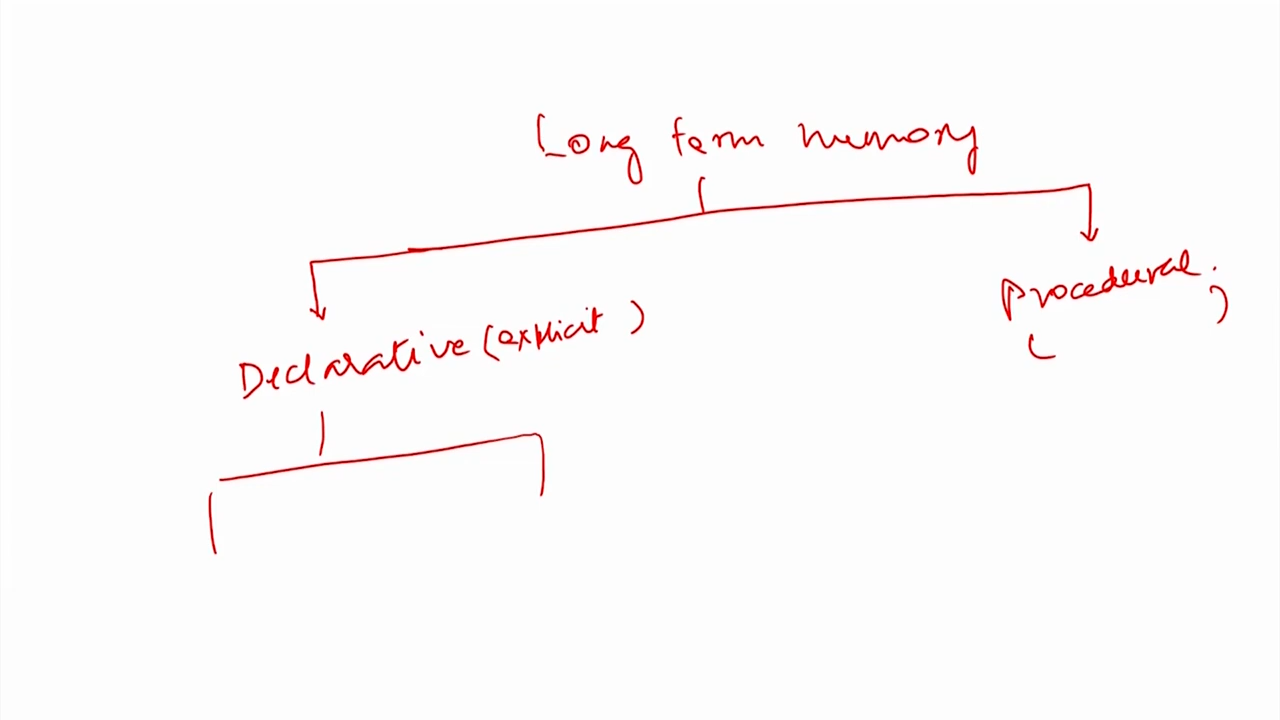 Long term memory
Declarative (explicit)
Procedural.
( )